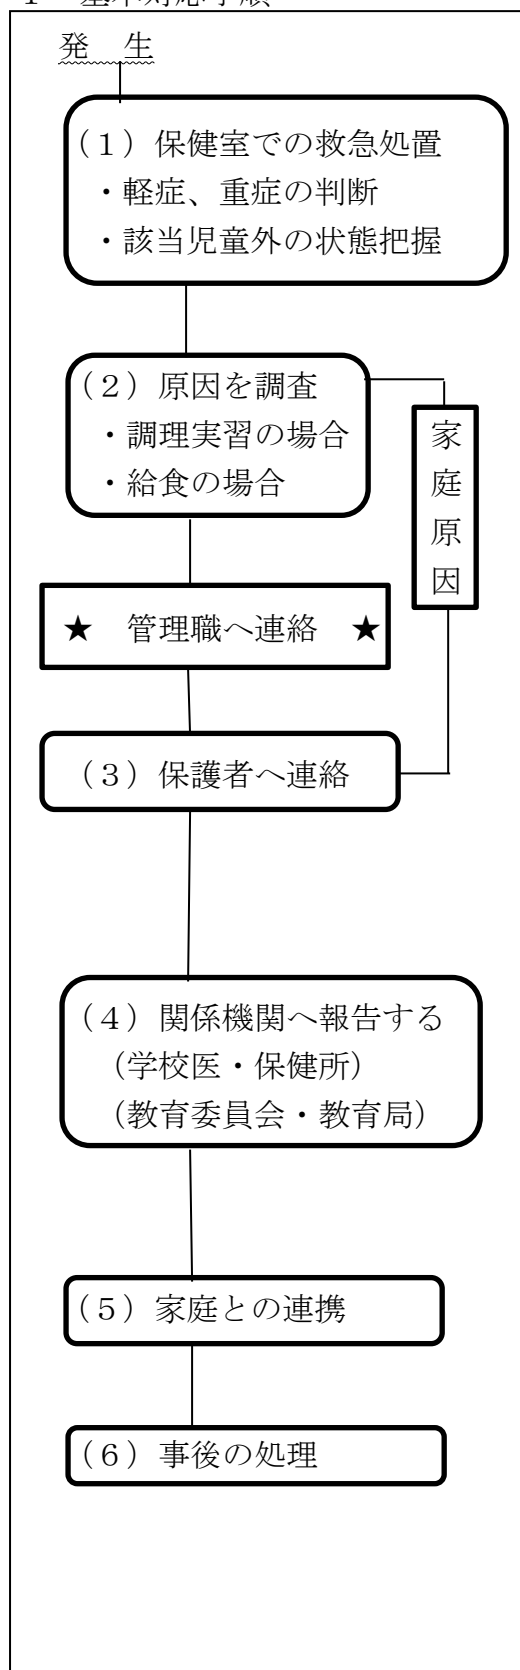 発　生
（１）保健室での救急処置
・軽症、重症の判断
・該当児童外の状態把握
（２）原因を調査
・調理実習の場合
・給食の場合
家庭原因
★　管理職へ連絡　★
（３）保護者へ連絡
（４）関係機関へ報告する
（学校医・保健所）
（教育委員会・教育局）
（５）家庭との連携
（６）事後の処理